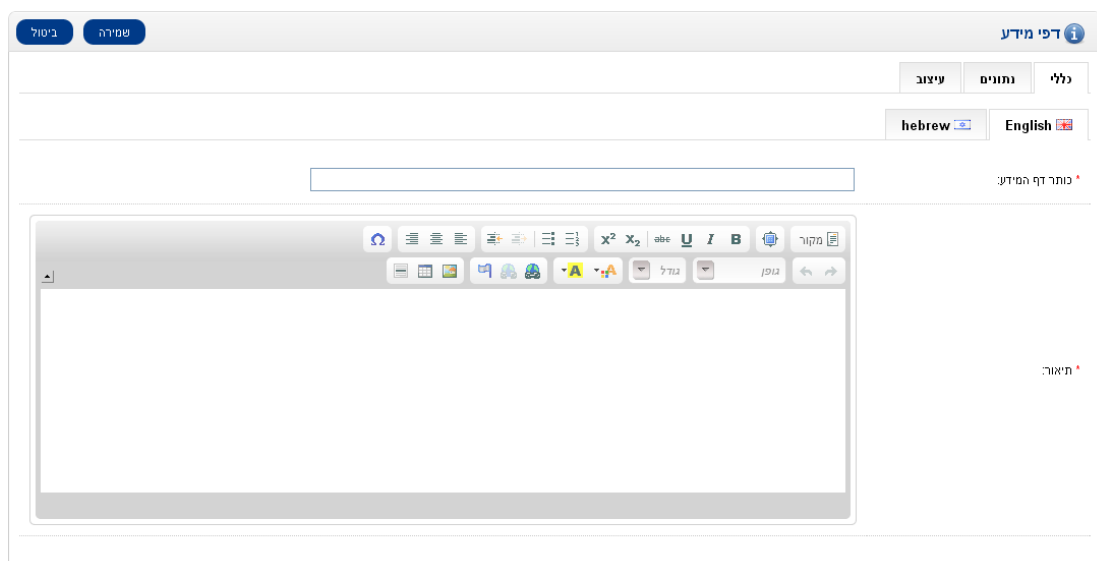 דפי מידע
שמירה ביטול
כללי נתונים עיצוב
English hebrew
* כותר דף המידע:
מקור B I U abc X₂ X² Ω
גופן גודל A A
* תיאור: